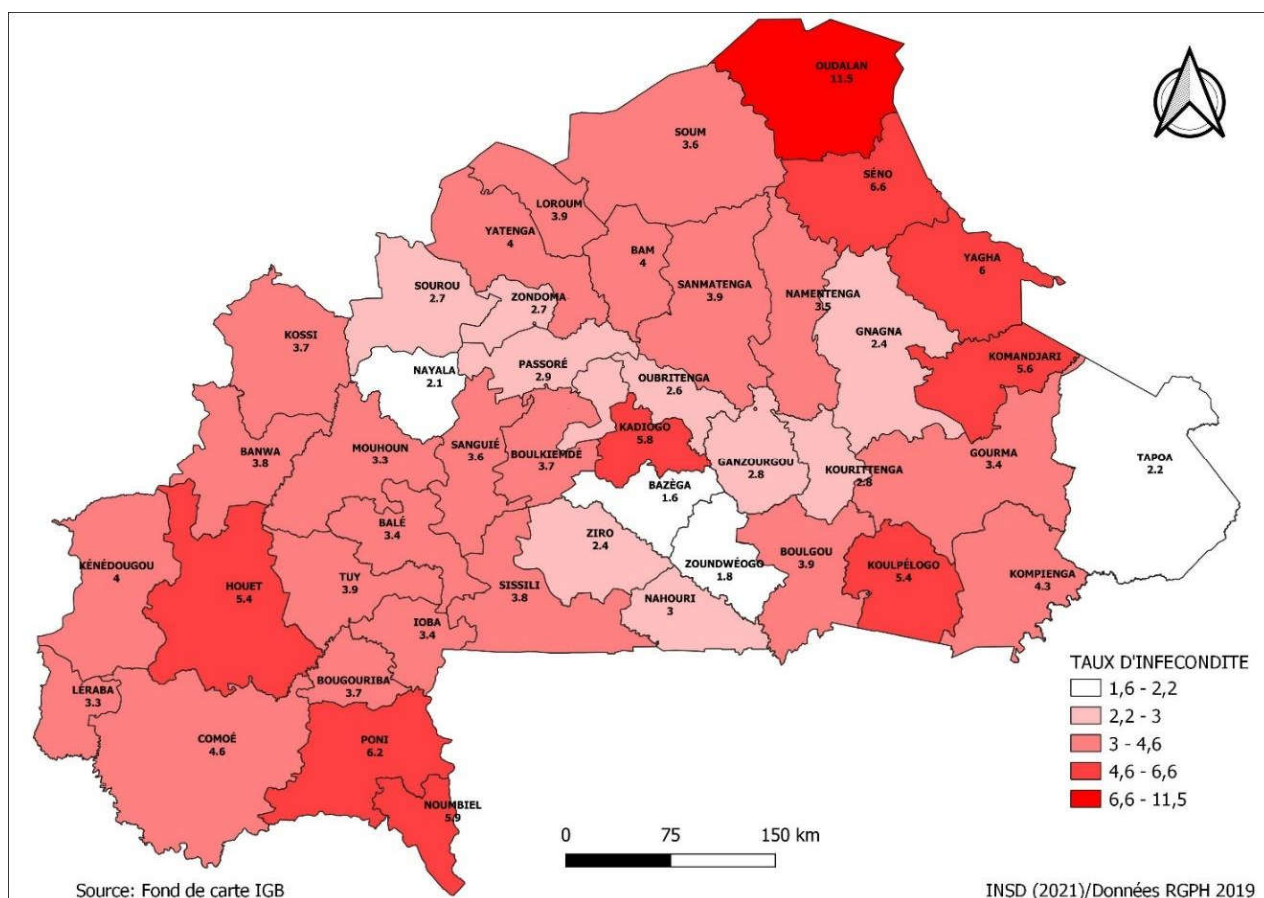 OUDALAN
11.5
SOUM
3.6
SÉNO
6.6
LOROUM
3.9
YATENGA
4
BAM
4
YAGHA
6
SANMATENGA
3.9
NAMENTENGA
3.5
SOUROU
2.7
ZONDOMA
2.7
GNAGNA
2.4
KOSSI
3.7
KOMANDJARI
5.6
PASSORÉ
2.9
NAYALA
2.1
OUBRITENGA
2.6
KADIOGO
5.8
MOUHOUN
3.3
SANGUIÉ
3.6
BANWA
3.8
BOULKIEMDÉ
3.7
GANZOURGOU
2.8
KOURITTENGA
2.8
GOURMA
3.4
TAPOA
2.2
BAZÈGA
1.6
BALÉ
3.4
ZIRO
2.4
BOULGOU
3.9
ZOUNDWÉOGO
1.8
KOULPÉLOGO
5.4
KÉNÉDOUGOU
4
HOUET
5.4
TUY
3.9
SISSILI
3.8
KOMPIENGA
4.3
NAHOURI
3
IOBA
3.4
BOUGOURIBA
3.7
LÉRABA
3.3
COMOÉ
4.6
PONI
6.2
NOUMBIEL
5.9
TAUX D'INFECONDITE
1,6 - 2,2
2,2 - 3
3 - 4,6
4,6 - 6,6
6,6 - 11,5
0 75 150 km
Source: Fond de carte IGB
INSD (2021)/Données RGPH 2019